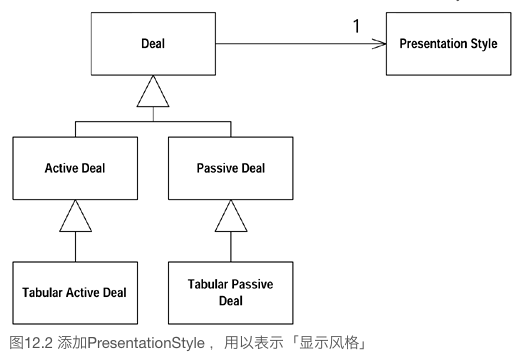 Deal
1
Presentation Style
Active Deal
Passive Deal
Tabular Active Deal
Tabular Passive
Deal
图12.2 添加PresentationStyle ，用以表示「显示风格」